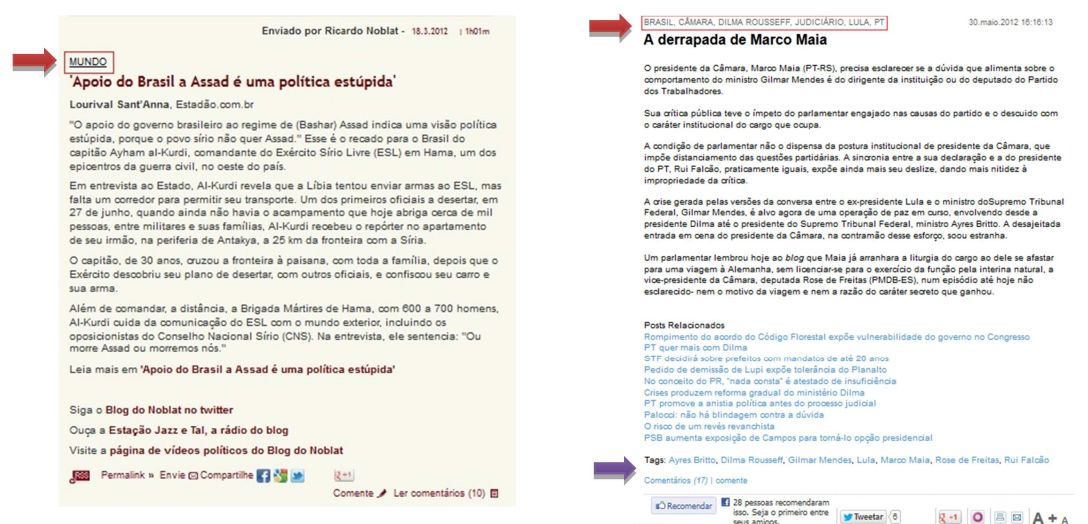 Enviado por Ricardo Noblat - 18.3.2012 | 1h01m
MUNDO
'Apoio do Brasil a Assad é uma política estúpida'
Lourival Sant'Anna, Estadão.com.br
"O apoio do governo brasileiro ao regime de (Bashar) Assad indica uma visão política
estúpida, porque o povo sírio não quer Assad." Esse é o recado para o Brasil do
capitão Ayham al-Kurdi, comandante do Exército Sírio Livre (ESL) em Hama, um dos
epicentros da guerra civil, no oeste do país.
Em entrevista ao Estado, Al-Kurdi revela que a Líbia tentou enviar armas ao ESL, mas
falta um corredor para permitir seu transporte. Um dos primeiros oficiais a desertar, em
27 de junho, quando ainda não havia o acampamento que hoje abriga cerca de mil
pessoas, entre militares e suas famílias, Al-Kurdi recebeu o repórter no apartamento
de seu irmão, na periferia de Antakya, a 25 km da fronteira com a Síria.
O capitão, de 30 anos, cruzou a fronteira à paisana, com toda a família, depois que o
Exército descobriu seu plano de desertar, com outros oficiais, e confiscou seu carro e
sua arma.
Além de comandar, a distância, a Brigada Mártires de Hama, com 600 a 700 homens,
Al-Kurdi cuida da comunicação do ESL com o mundo exterior, incluindo os
oposicionistas do Conselho Nacional Sírio (CNS). Na entrevista, ele sentencia: "Ou
morre Assad ou morremos nós."
Leia mais em 'Apoio do Brasil a Assad é uma política estúpida'
Siga o Blog do Noblat no twitter
Ouça a Estação Jazz e Tal, a rádio do blog
Visite a página de vídeos políticos do Blog do Noblat
RSS Permalink » Envie Compartilhe +1
Comente Ler comentários (10)
BRASIL, CÂMARA, DILMA ROUSSEFF, JUDICIÁRIO, LULA, PT 30.maio.2012 16:16:13
A derrapada de Marco Maia
O presidente da Câmara, Marco Maia (PT-RS), precisa esclarecer se a dúvida que alimenta sobre o
comportamento do ministro Gilmar Mendes é do dirigente da instituição ou do deputado do Partido
dos Trabalhadores.
Sua crítica pública teve o ímpeto do parlamentar engajado nas causas do partido e o descuido com
o caráter institucional do cargo que ocupa.
A condição de parlamentar não o dispensa da postura institucional de presidente da Câmara, que
impõe distanciamento das questões partidárias. A sincronia entre a sua declaração e a do presidente
do PT, Rui Falcão, praticamente iguais, expõe ainda mais seu deslize, dando mais nitidez à
impropriedade da crítica.
A crise gerada pelas versões da conversa entre o ex-presidente Lula e o ministro doSupremo Tribunal
Federal, Gilmar Mendes, é alvo agora de uma operação de paz em curso, envolvendo desde a
presidente Dilma até o presidente do Supremo Tribunal Federal, ministro Ayres Britto. A desajeitada
entrada em cena do presidente da Câmara, na contramão desse esforço, soou estranha.
Um parlamentar lembrou hoje ao blog que Maia já arranhara a liturgia do cargo ao dele se afastar
para uma viagem à Alemanha, sem licenciar-se para o exercício da função pela interina natural, a
vice-presidente da Câmara, deputada Rose de Freitas (PMDB-ES), num episódio até hoje não
esclarecido- nem o motivo da viagem e nem a razão do caráter secreto que ganhou.
Posts Relacionados
Rompimento do acordo do Código Florestal expõe vulnerabilidade do governo no Congresso
PT quer mais com Dilma
STF decidirá sobre prefeitos com mandatos de até 20 anos
Pedido de demissão de Lupi expõe tolerância do Planalto
No conceito do PR, "nada consta" é atestado de insuficiência
Crises produzem reforma gradual do ministério Dilma
PT promove a anistia política antes do processo judicial
Palocci: não há blindagem contra a dúvida
O risco de um revés revanchista
PSB aumenta exposição de Campos para torná-lo opção presidencial
Tags: Ayres Britto, Dilma Rousseff, Gilmar Mendes, Lula, Marco Maia, Rose de Freitas, Rui Falcão
Comentários (17) | comente
Recomendar 28 pessoas recomendaram
isso. Seja o primeiro entre
seus amigos.
Tweetar 6 +1 A + A